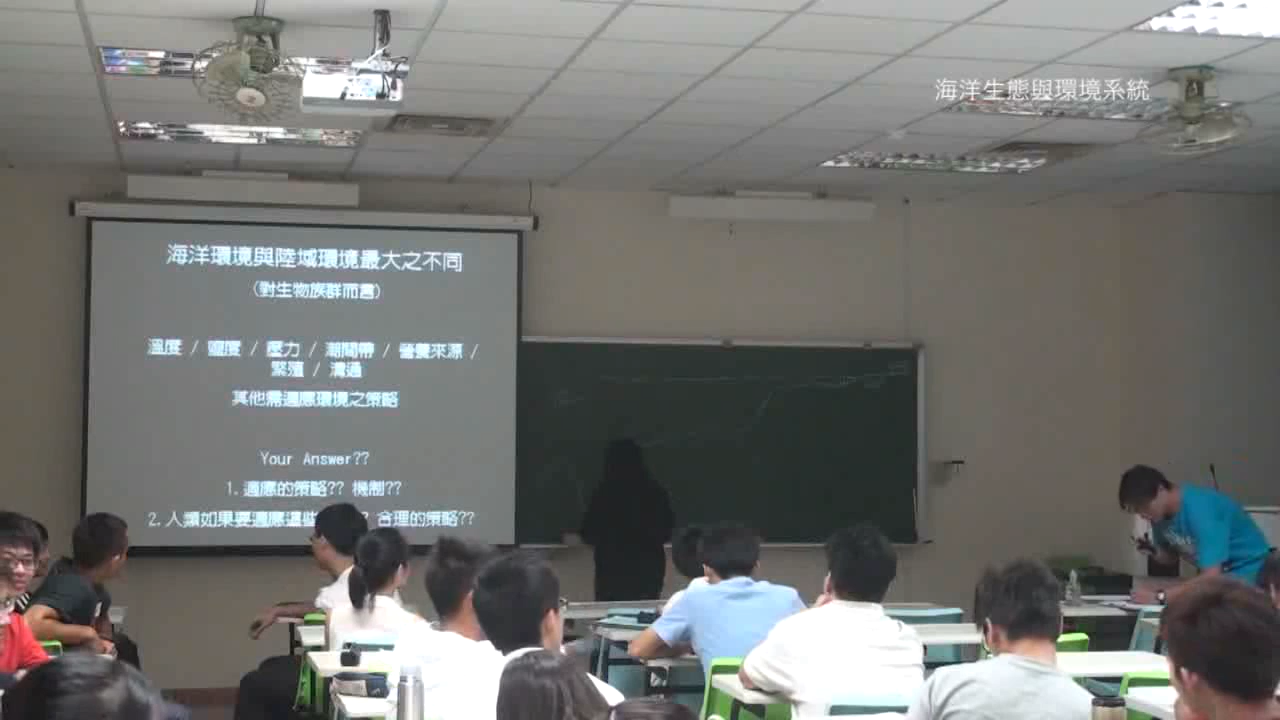 海洋生態與環境系統
海洋環境與陸域環境最大之不同
(對生物族群而言)
溫度 / 鹽度 / 壓力 / 潮間帶 / 營養來源 /
繁殖 / 溝通
其他需適應環境之策略
Your Answer??
1.適應的策略?? 機制??
2.人類如果要適應這些 ? 合理的策略??